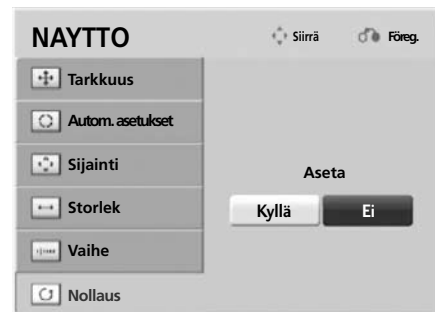 NAYTTO
Siirrä
Föreg.
Tarkkuus
Autom. asetukset
Sijainti
Storlek
Vaihe
Nollaus
Aseta
Kyllä Ei